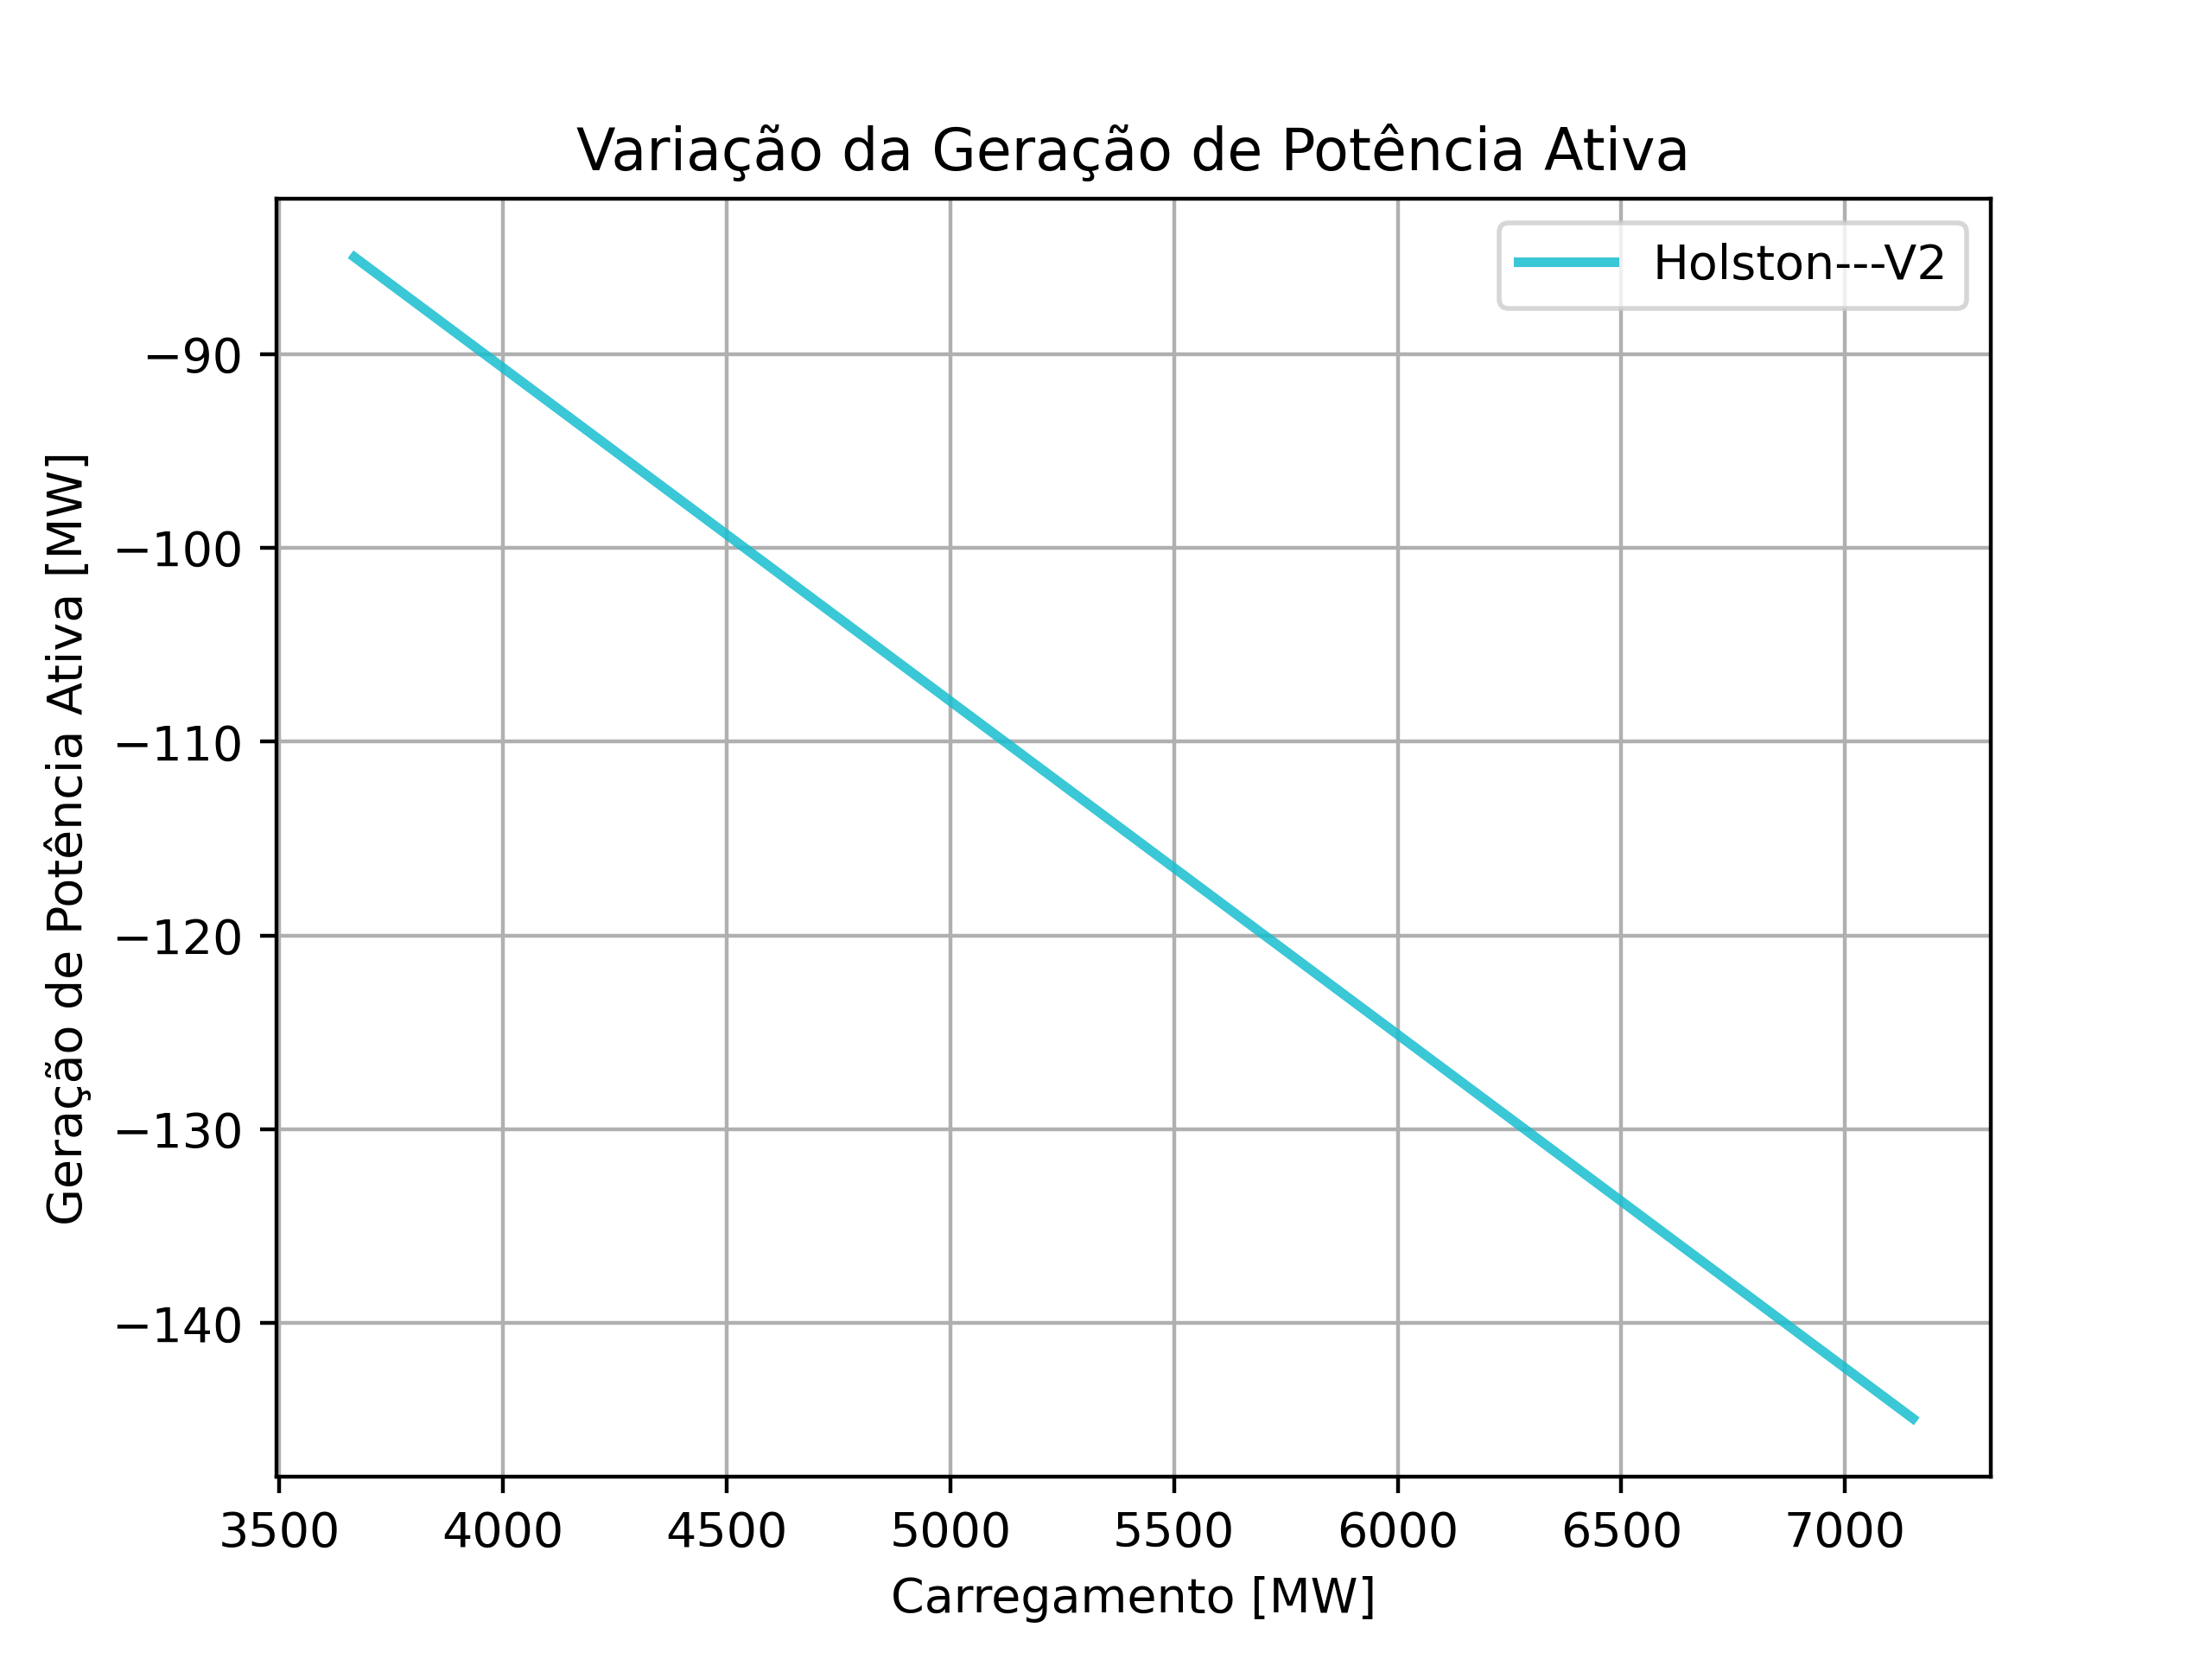 Variação da Geração de Potência Ativa
Holston---V2
Geração de Potência Ativa [MW]
−90
−100
−110
−120
−130
−140
3500 4000 4500 5000 5500 6000 6500 7000
Carregamento [MW]